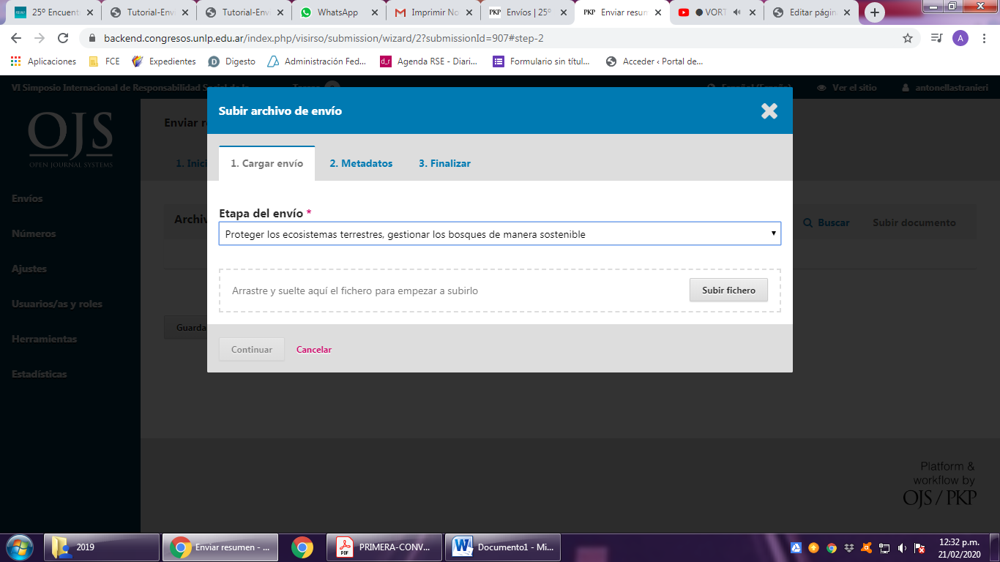 25º Encuent
Tutorial-Env
Tutorial-Env
WhatsApp
Imprimir No
PKP Envíos | 25º
PKP Enviar resum
VORT
Editar págin
backend.congresos.unlp.edu.ar/index.php/visirso/submission/wizard/2?submissionId=907#step-2
A
Aplicaciones
FCE
Expedientes
Digesto
Administración Fed...
d_r Agenda RSE - Diari...
Formulario sin títul...
Acceder ‹ Portal de...
VI Simposio Internacional de Responsabilidad Social de la
Tareas
Español (España)
Ver el sitio
antonellastranieri
OJS
OPEN JOURNAL SYSTEMS
Envíos
Números
Ajustes
Usuarios/as y roles
Herramientas
Estadísticas
Enviar re
1. Inici
Archiv
Buscar
Subir documento
Guarda
Subir archivo de envío
1. Cargar envío
2. Metadatos
3. Finalizar
Etapa del envío *
Proteger los ecosistemas terrestres, gestionar los bosques de manera sostenible
Arrastre y suelte aquí el fichero para empezar a subirlo
Subir fichero
Continuar
Cancelar
Platform &
workflow by
OJS / PKP
2019
Enviar resumen - ...
PDF
PRIMERA-CONV...
Documento1 - Mi...
12:32 p.m.
21/02/2020